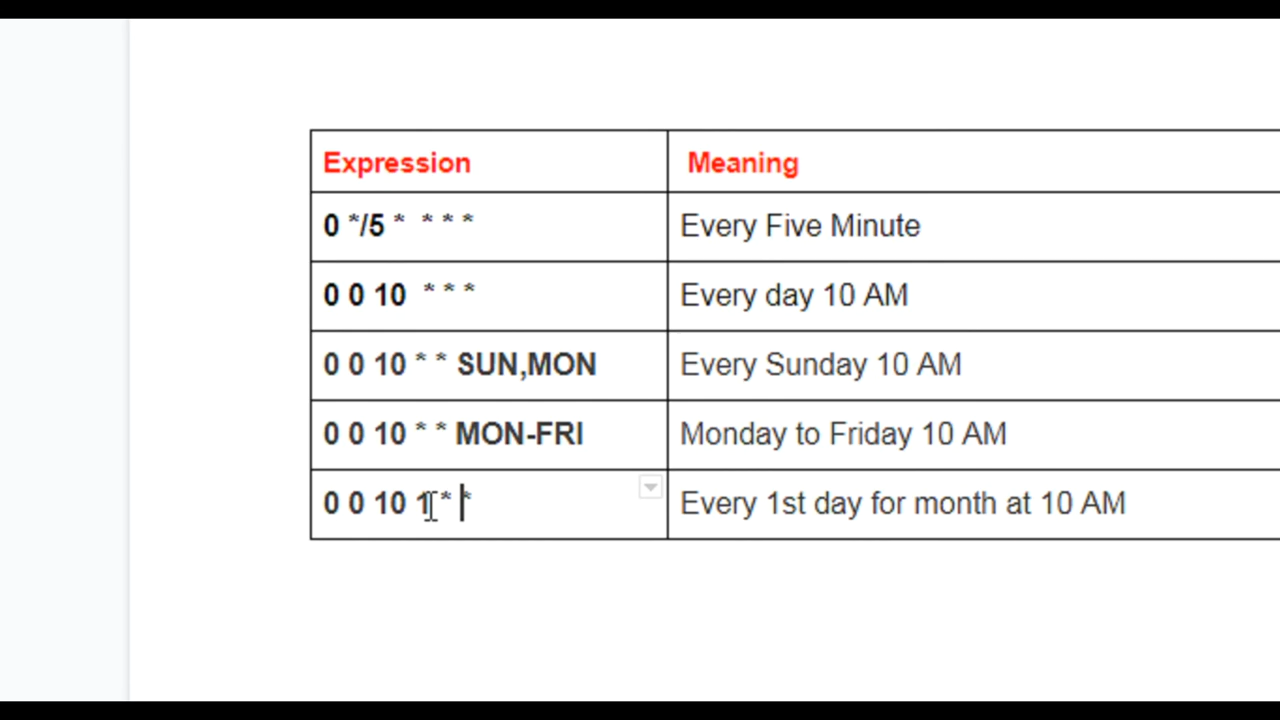 Expression Meaning
0 */5 * * * * Every Five Minute
0 0 10 * * * Every day 10 AM
0 0 10 * * SUN,MON Every Sunday 10 AM
0 0 10 * * MON-FRI Monday to Friday 10 AM
0 0 10 1 * * Every 1st day for month at 10 AM